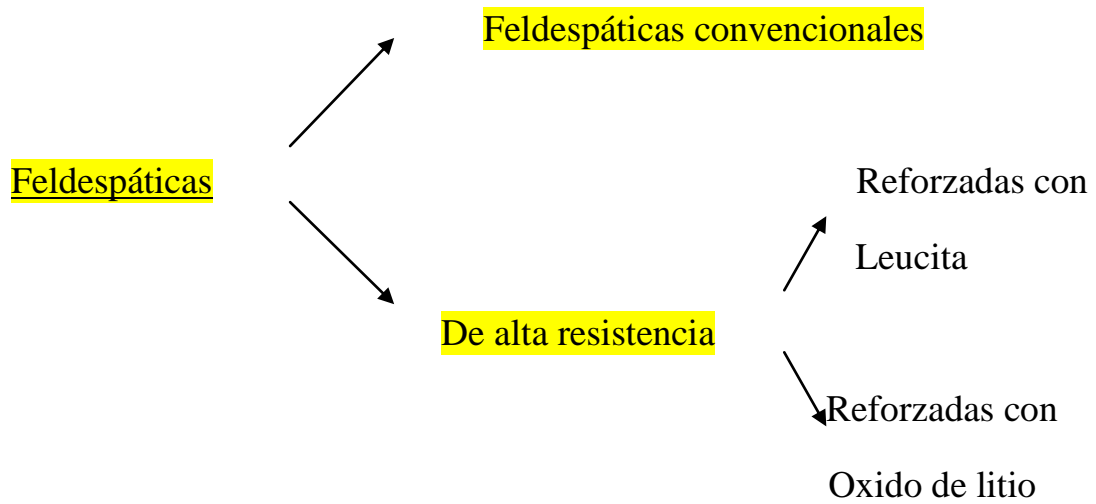 Feldespáticas convencionales
Feldespáticas
Reforzadas con
Leucita
De alta resistencia
Reforzadas con
Oxido de litio